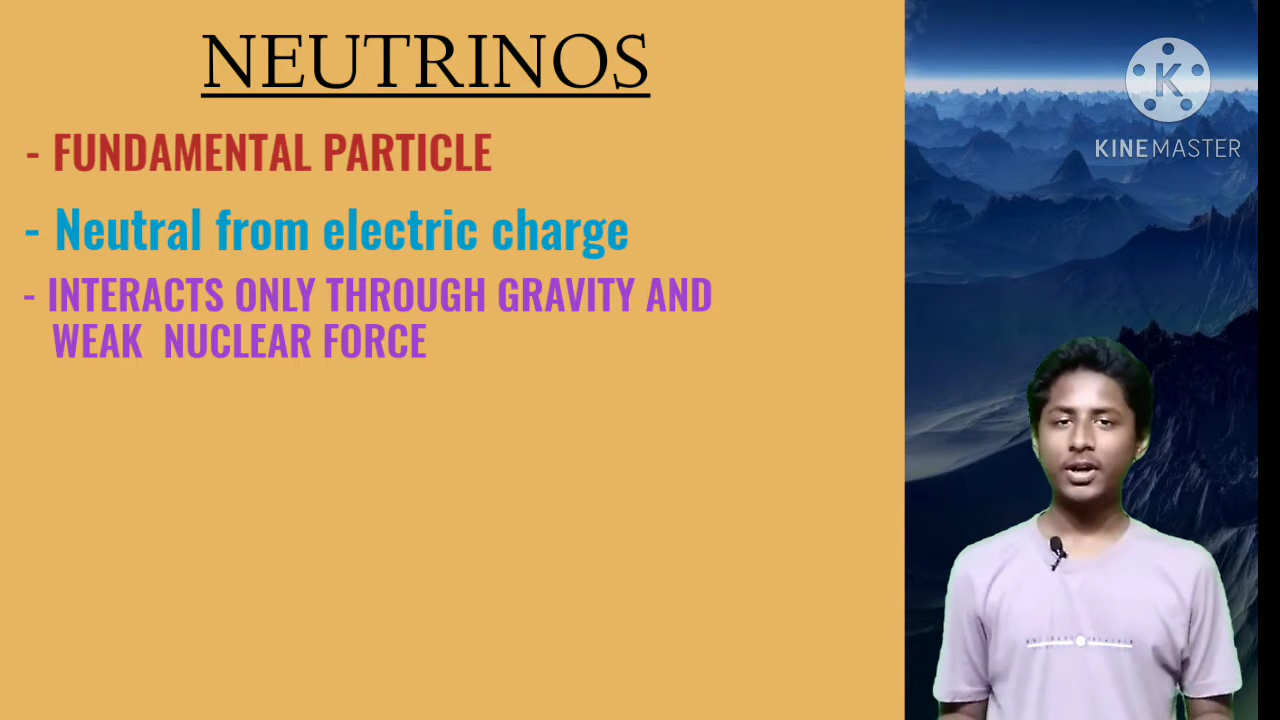 NEUTRINOS
- FUNDAMENTAL PARTICLE
- Neutral from electric charge
- INTERACTS ONLY THROUGH GRAVITY AND
WEAK NUCLEAR FORCE
K
KINEMASTER